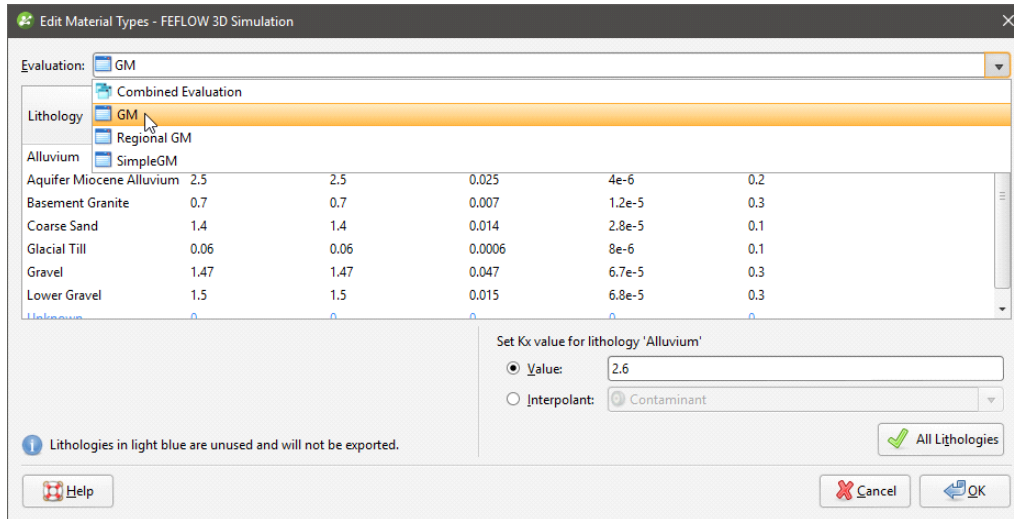 Edit Material Types - FEFLOW 3D Simulation
Evaluation: GM
Combined Evaluation
Lithology GM
Regional GM
Alluvium SimpleGM
Aquifer Miocene Alluvium 2.5 2.5 0.025 4e-6 0.2
Basement Granite 0.7 0.7 0.007 1.2e-5 0.3
Coarse Sand 1.4 1.4 0.014 2.8e-5 0.1
Glacial Till 0.06 0.06 0.0006 8e-6 0.1
Gravel 1.47 1.47 0.047 6.7e-5 0.3
Lower Gravel 1.5 1.5 0.015 6.8e-5 0.3
Unknown 0 0 0 0 0
Set Kx value for lithology 'Alluvium'
Value: 2.6
Interpolant: Contaminant
Lithologies in light blue are unused and will not be exported.
All Lithologies
Help Cancel OK